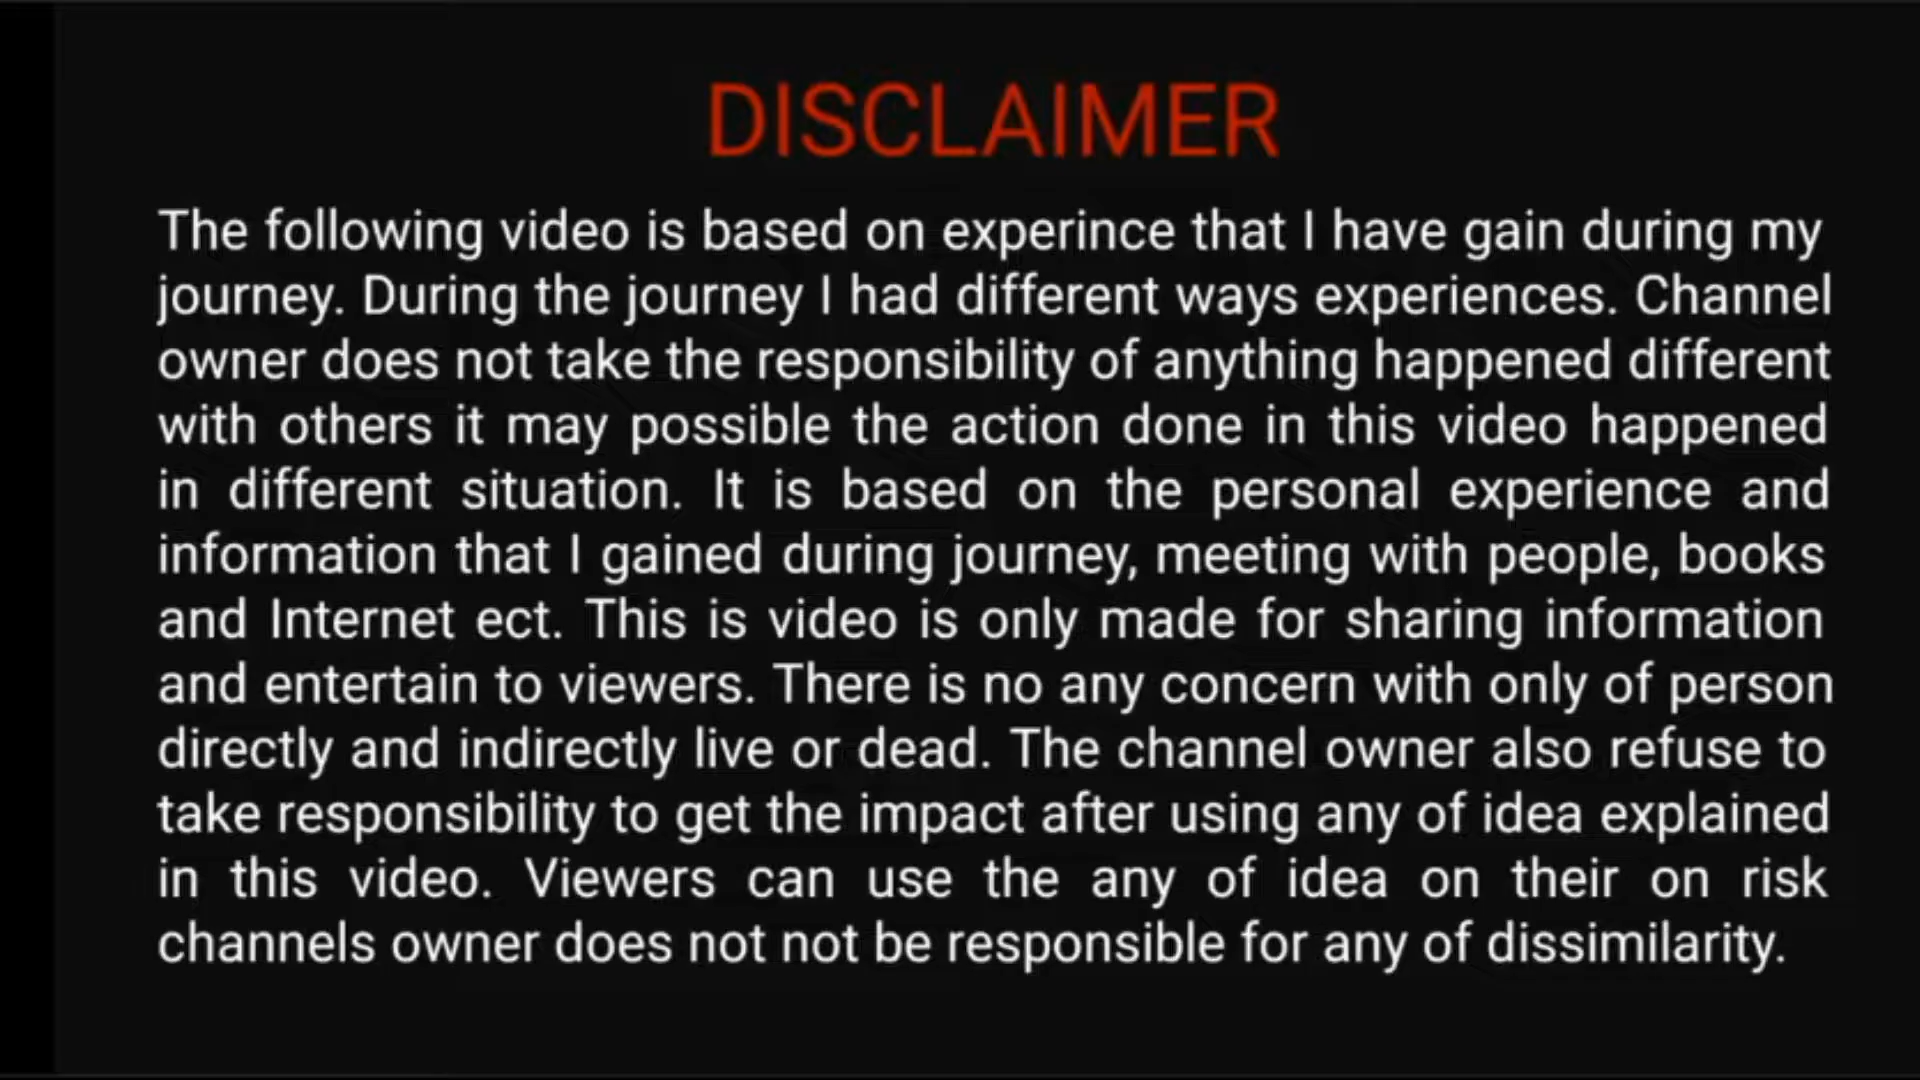 DISCLAIMER
The following video is based on experince that I have gain during my
journey. During the journey I had different ways experiences. Channel
owner does not take the responsibility of anything happened different
with others it may possible the action done in this video happened
in different situation. It is based on the personal experience and
information that I gained during journey, meeting with people, books
and Internet ect. This is video is only made for sharing information
and entertain to viewers. There is no any concern with only of person
directly and indirectly live or dead. The channel owner also refuse to
take responsibility to get the impact after using any of idea explained
in this video. Viewers can use the any of idea on their on risk
channels owner does not not be responsible for any of dissimilarity.